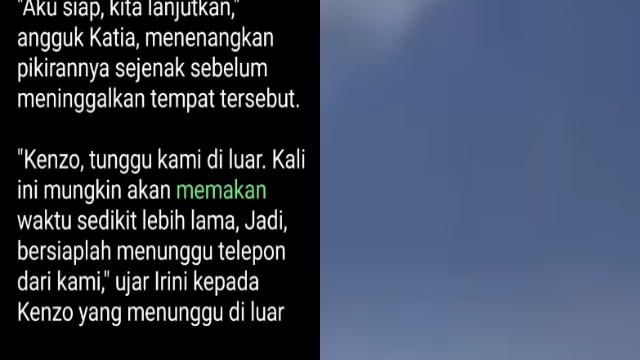 "Aku siap, kita lanjutkan,"
angguk Katia, menenangkan
pikirannya sejenak sebelum
meninggalkan tempat tersebut.
"Kenzo, tunggu kami di luar. Kali
ini mungkin akan memakan
waktu sedikit lebih lama, Jadi,
bersiaplah menunggu telepon
dari kami," ujar Irini kepada
Kenzo yang menunggu di luar